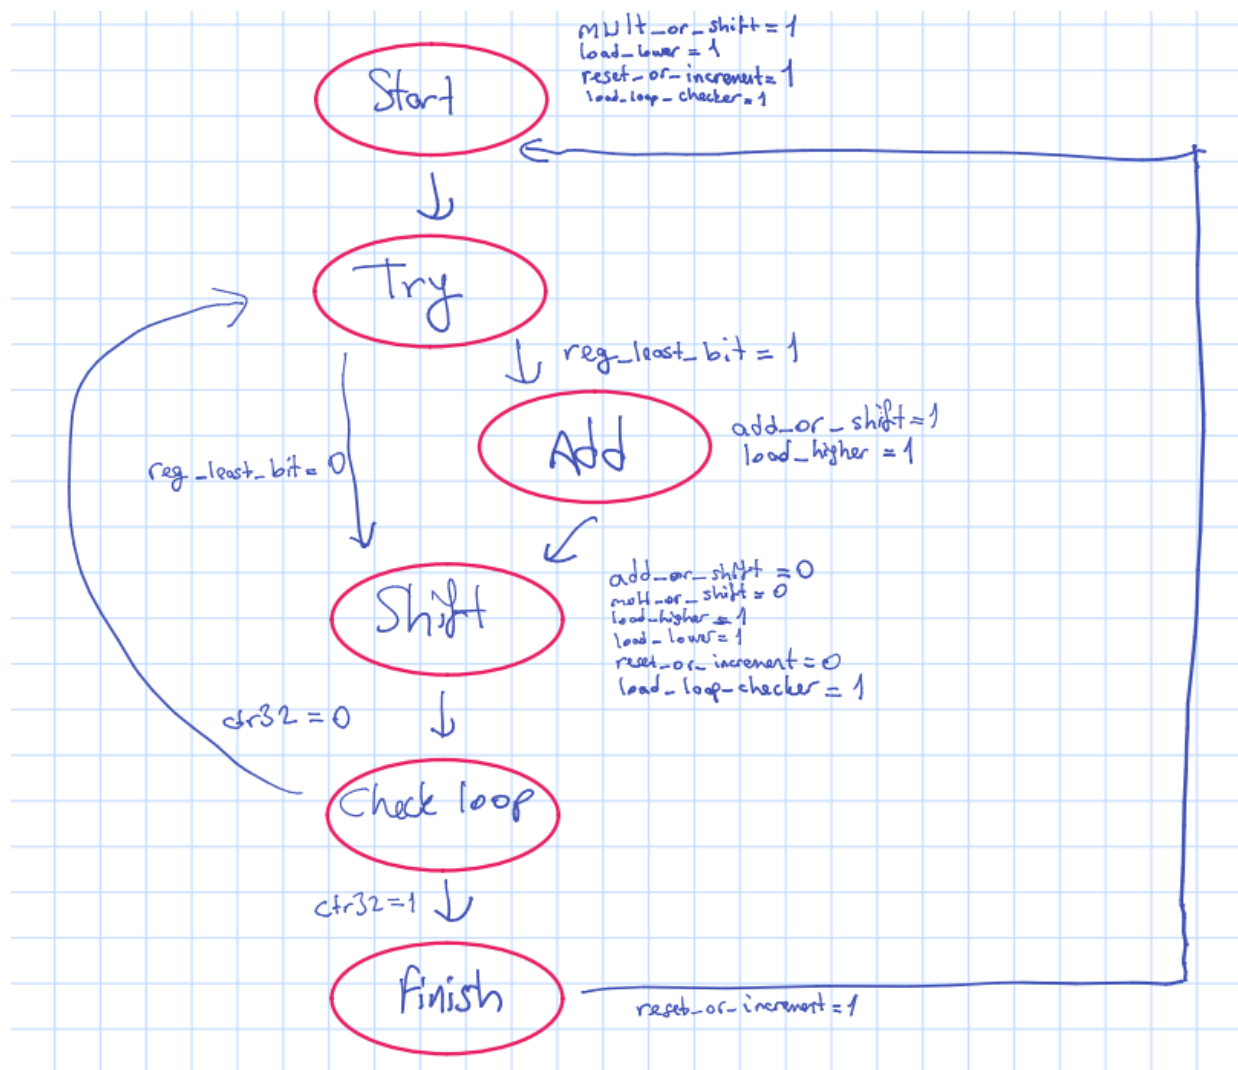 mult_or_shift = 1
load_lower = 1
reset_or_increment = 1
load_loop_checker = 1
Start
Try
reg_least_bit = 1
Add
add_or_shift = 1
load_higher = 1
reg_least_bit = 0
Shift
add_or_shift = 0
mult_or_shift = 0
load_higher = 1
load_lower = 1
reset_or_increment = 0
load_loop_checker = 1
ctr32 = 0
Check loop
ctr32 = 1
Finish
reset_or_increment = 1